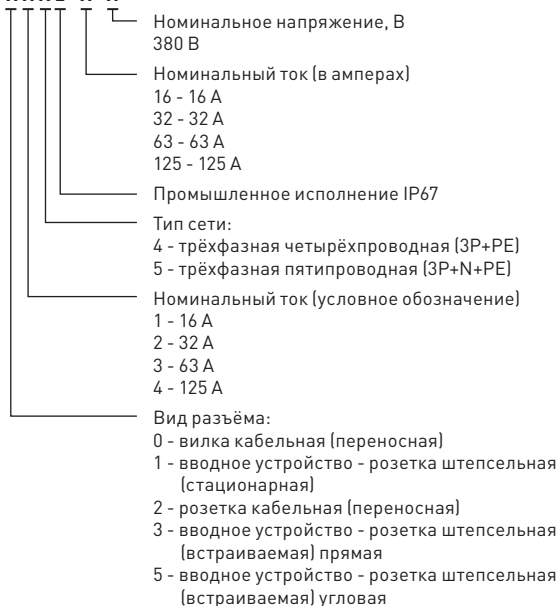 Номинальное напряжение, В
380 В
Номинальный ток (в амперах)
16 - 16 А
32 - 32 А
63 - 63 А
125 - 125 А
Промышленное исполнение IP67
Тип сети:
4 - трёхфазная четырёхпроводная (3P+PE)
5 - трёхфазная пятипроводная (3P+N+PE)
Номинальный ток (условное обозначение)
1 - 16 А
2 - 32 А
3 - 63 А
4 - 125 А
Вид разъёма:
0 - вилка кабельная (переносная)
1 - вводное устройство - розетка штепсельная
(стационарная)
2 - розетка кабельная (переносная)
3 - вводное устройство - розетка штепсельная
(встраиваемая) прямая
5 - вводное устройство - розетка штепсельная
(встраиваемая) угловая